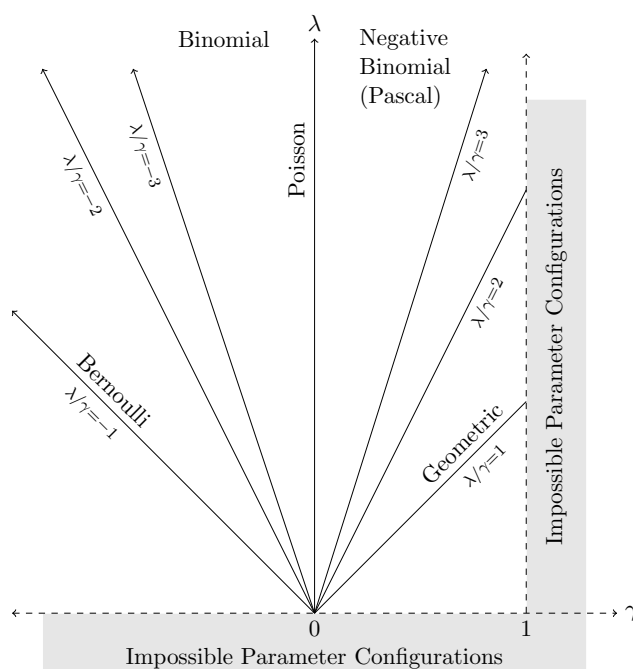 Binomial
λ
Negative
Binomial
(Pascal)
λ/γ=−2
λ/γ=−3
Poisson
λ/γ=3
λ/γ=2
Bernoulli
λ/γ=−1
Geometric
λ/γ=1
Impossible Parameter Configurations
0
1
γ
Impossible Parameter Configurations